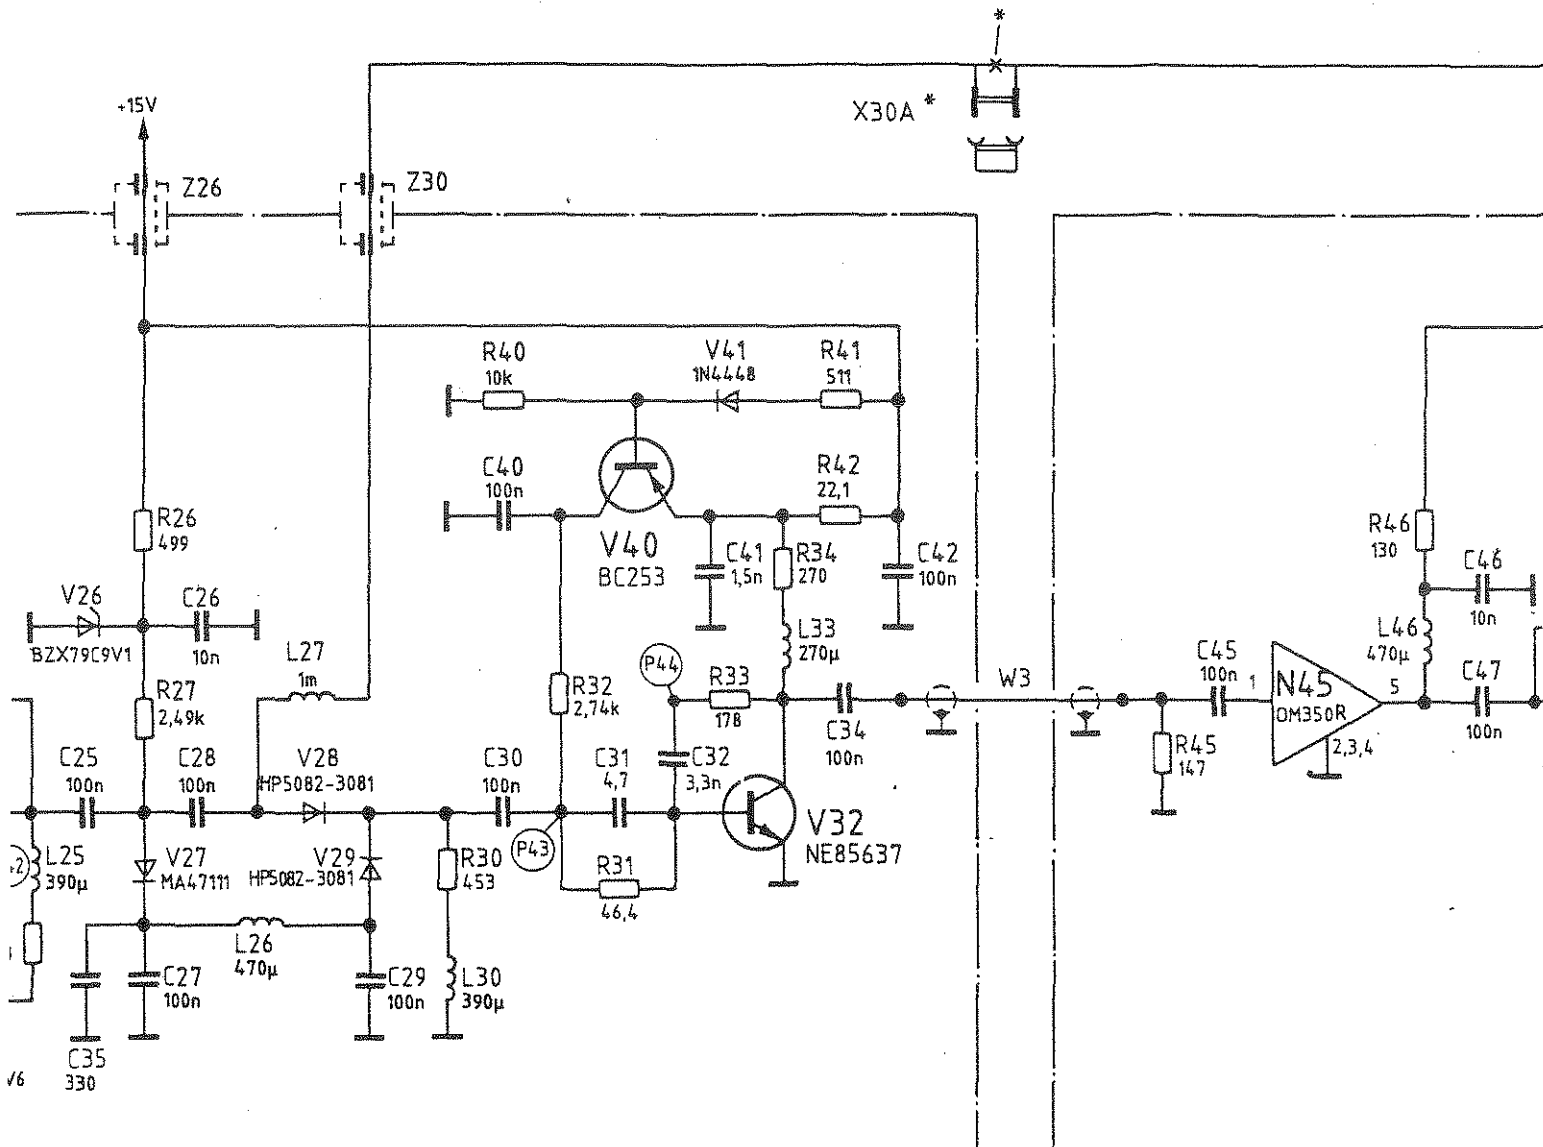 *
+15V
X30A *
Z26
Z30
R40
10k
V41
1N4448
R41
511
C40
100n
R42
22,1
R26
499
V40
BC253
C41
1,5n
R34
270
C42
100n
R46
130
C46
10n
V26
BZX79C9V1
C26
10n
L27
1m
L33
270µ
L46
470µ
P44
R33
178
W3
C45
100n
1
N45
OM350R
5
C47
100n
2,3,4
R27
2,49k
R32
2,74k
C34
100n
R45
147
C25
100n
C28
100n
V28
HP5082-3081
C30
100n
C31
4,7
C32
3,3n
V32
NE85637
P43
L25
390µ
V27
MA47111
V29
HP5082-3081
R30
453
R31
46,4
L26
470µ
C27
100n
C29
100n
L30
390µ
C35
330
V6